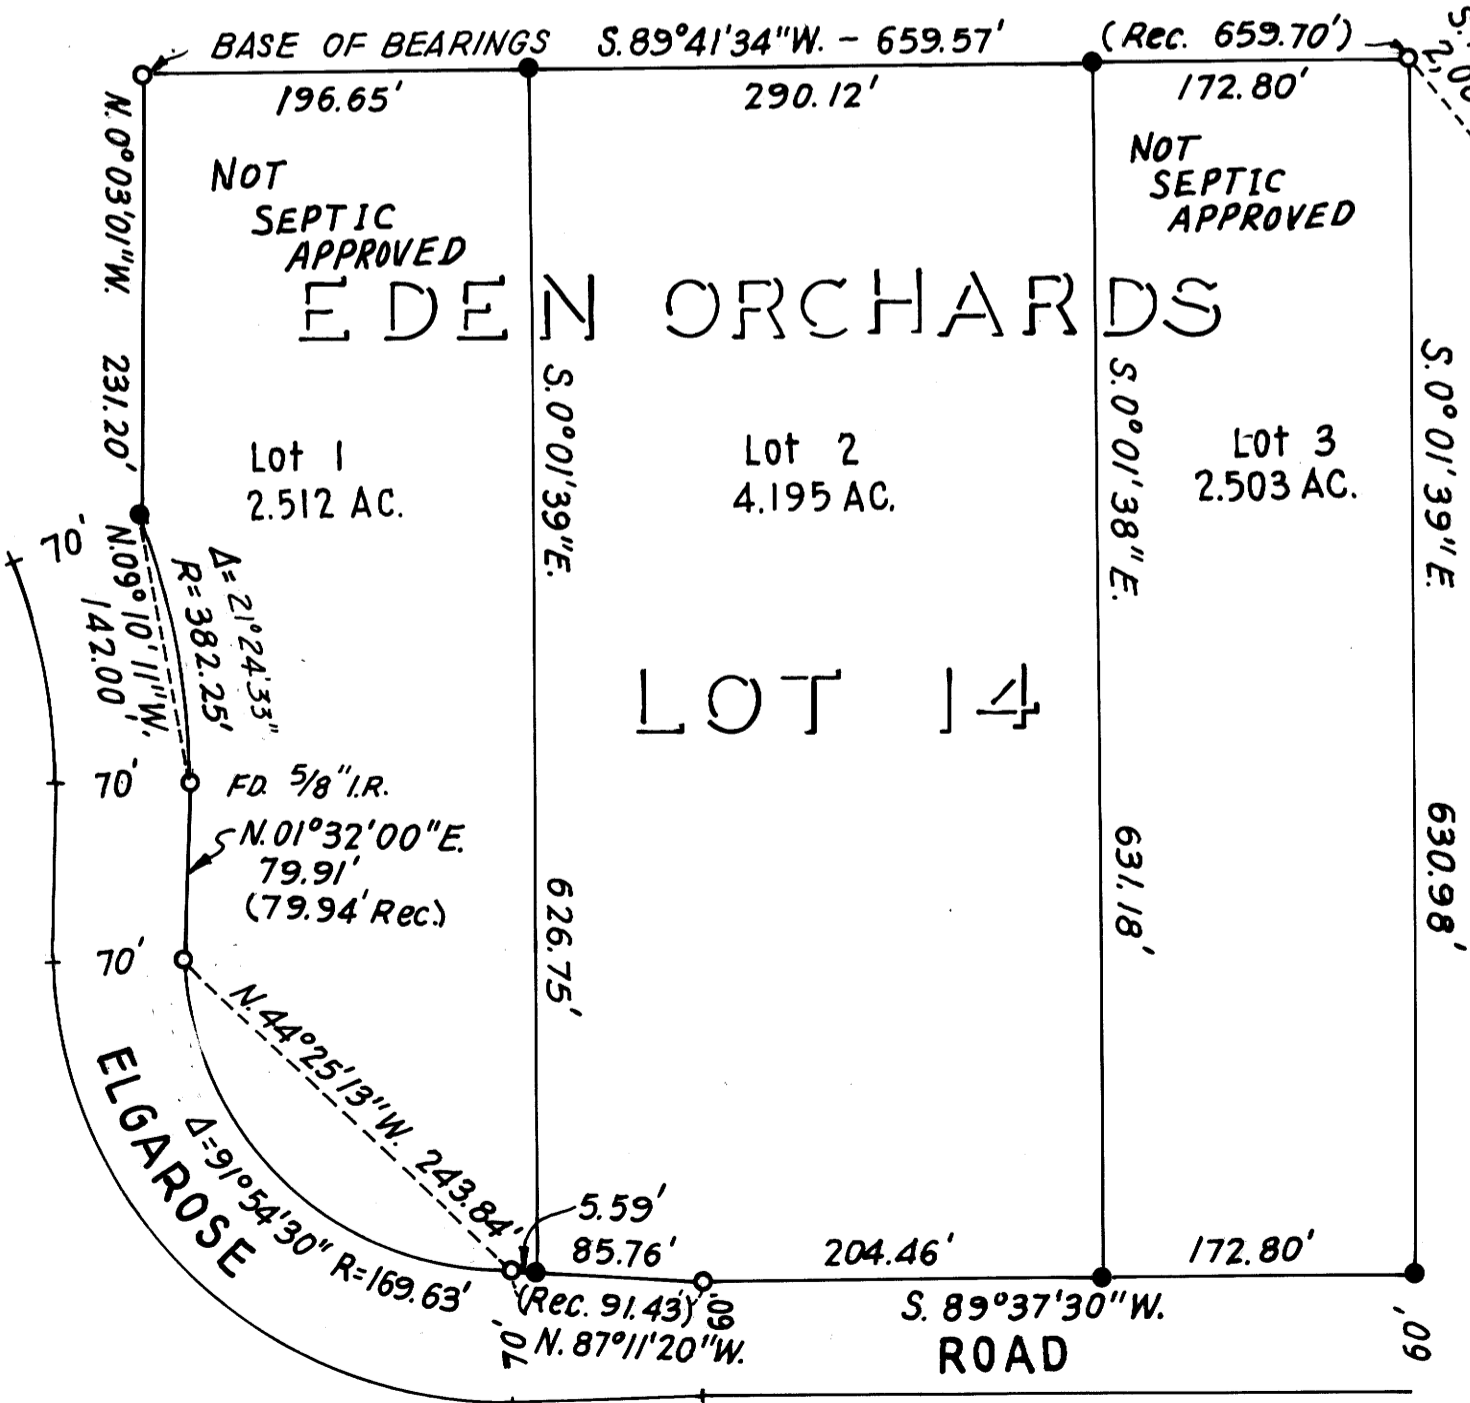 BASE OF BEARINGS S.89°41'34"W. - 659.57' (Rec. 659.70')
S.
2,00
196.65'
290.12'
172.80'
N.0°03'01"W. 231.20'
NOT
SEPTIC
APPROVED
NOT
SEPTIC
APPROVED
EDEN ORCHARDS
Lot 1
2.512 AC.
S.0°01'39"E. 626.75'
Lot 2
4.195 AC.
S.0°01'38"E. 631.18'
Lot 3
2.503 AC.
S.0°01'39"E. 630.98'
70'
N.09°10'11"W.
142.00'
Δ=21°24'33"
R=382.25'
LOT 14
70'
FD. 5/8" I.R.
N.01°32'00"E.
79.91'
(79.94' Rec.)
70'
N.44°25'13"W. 243.84'
ELGAROSE
Δ=91°54'30" R=169.63'
5.59'
85.76'
204.46'
172.80'
(Rec. 91.43')
N.87°11'20"W.
70'
60'
S. 89°37'30"W.
ROAD
60'